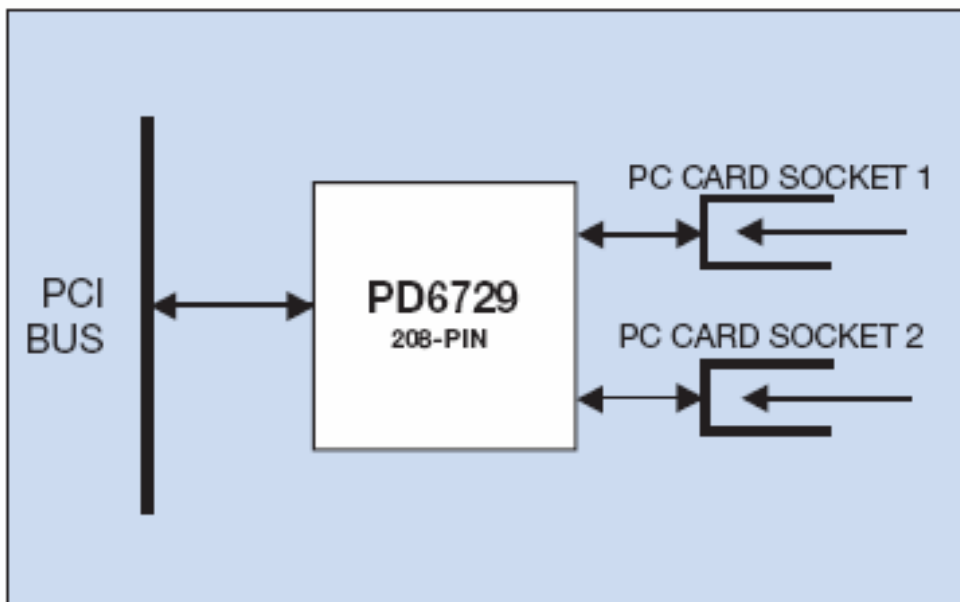 PC CARD SOCKET 1
PCI
BUS
PD6729
208-PIN
PC CARD SOCKET 2